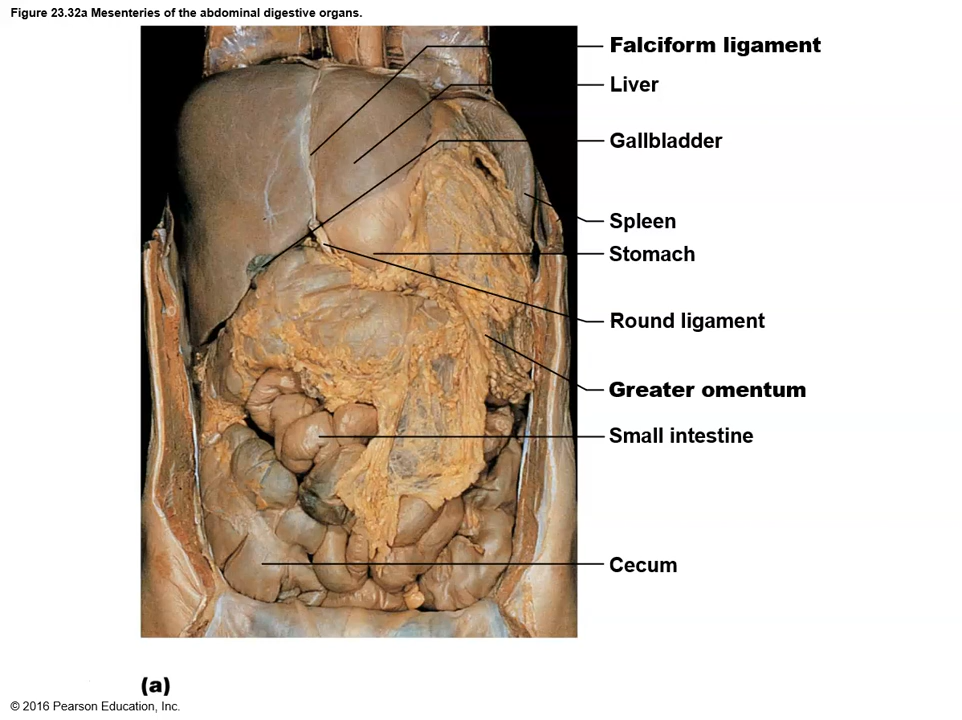 Figure 23.32a Mesenteries of the abdominal digestive organs.
Falciform ligament
Liver
Gallbladder
Spleen
Stomach
Round ligament
Greater omentum
Small intestine
Cecum
(a)
© 2016 Pearson Education, Inc.